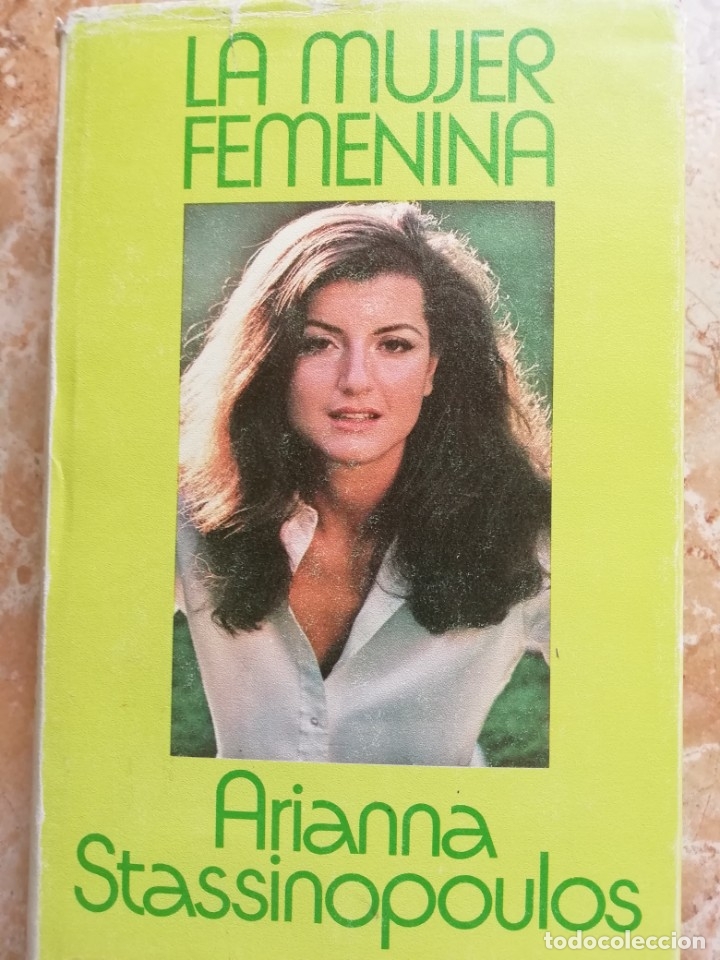 LA MUJER
FEMENINA
Arianna
Stassinopoulos
todocoleccion